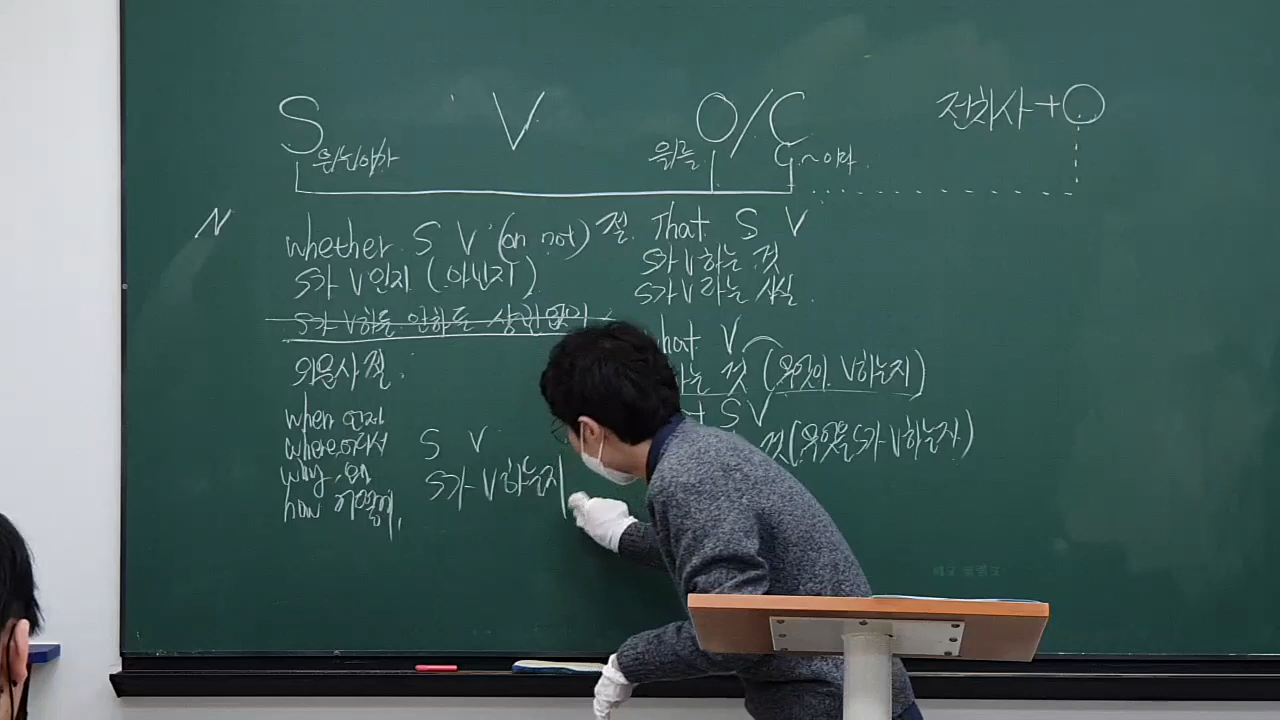 S V O/C 전치사+O
은,는,이,가 을/를 ~이다.
N
whether S V (or not) 절.
S가 V인지 (아닌지)
S가 V하든 안하든 상관없이
의문사 절.
when 언제
where 어디서
why 왜
how 어떻게,
S V
S가 V하는지
That S V
S가 V하는 것
S가 V라는 사실.
hat V
는 것 (무엇이 V하는지)
t S V
것(무엇을 S가 V하는지)